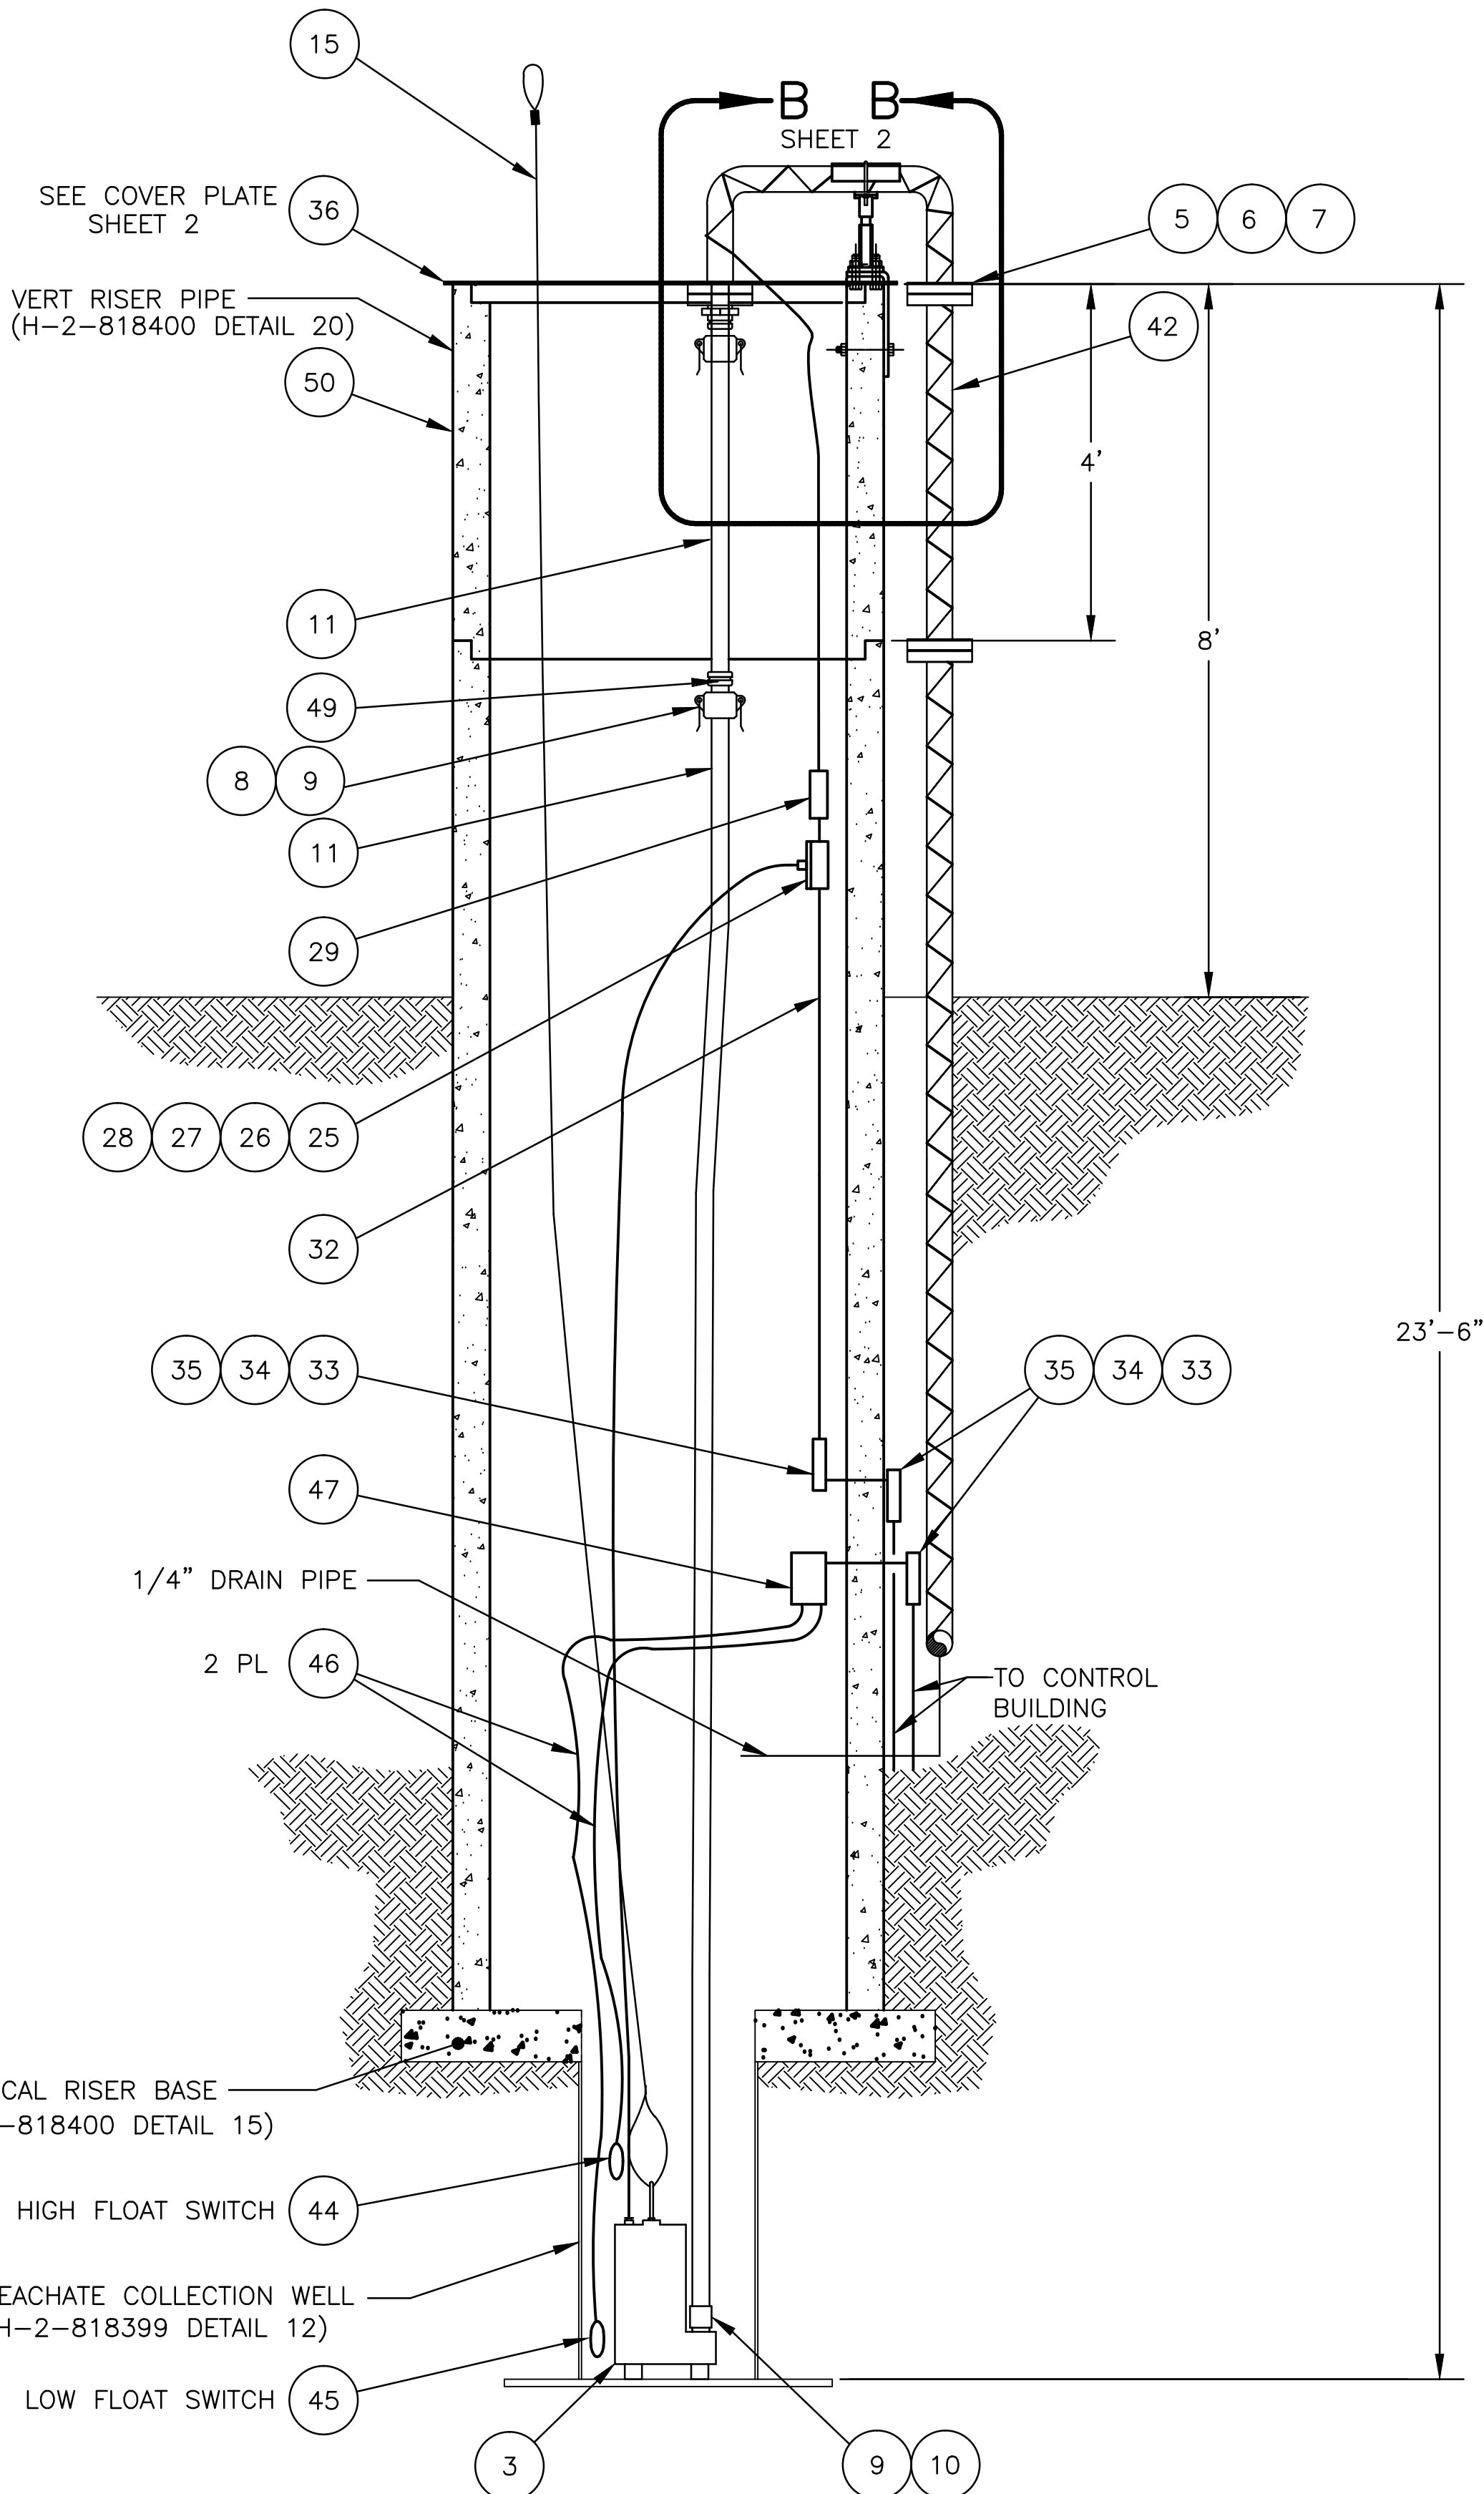 15
B B
SHEET 2
SEE COVER PLATE
SHEET 2
36
5 6 7
VERT RISER PIPE
(H-2-818400 DETAIL 20)
42
50
4'
11
8'
49
8 9
11
29
28 27 26 25
32
23'-6"
35 34 33
35 34 33
47
1/4" DRAIN PIPE
2 PL 46
TO CONTROL
BUILDING
CAL RISER BASE
-818400 DETAIL 15)
HIGH FLOAT SWITCH 44
EACHATE COLLECTION WELL
H-2-818399 DETAIL 12)
LOW FLOAT SWITCH 45
3
9 10